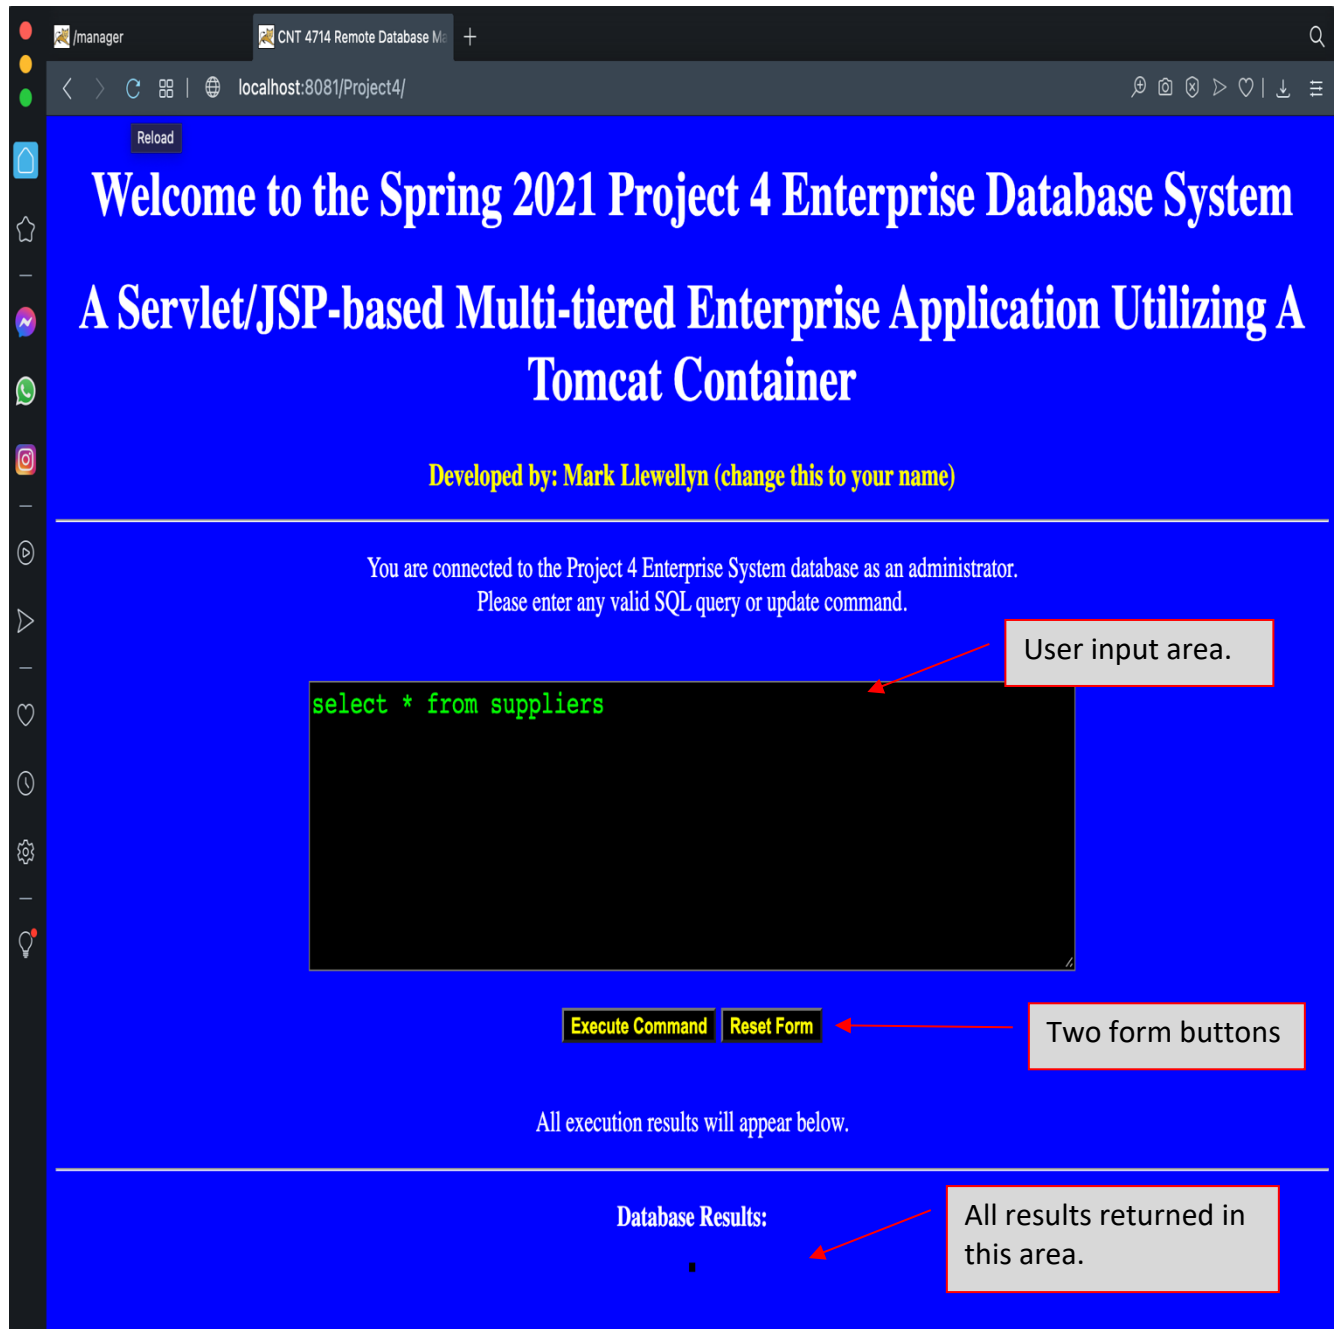 /manager
CNT 4714 Remote Database Ma
localhost:8081/Project4/
Reload
Welcome to the Spring 2021 Project 4 Enterprise Database System
A Servlet/JSP-based Multi-tiered Enterprise Application Utilizing A
Tomcat Container
Developed by: Mark Llewellyn (change this to your name)
You are connected to the Project 4 Enterprise System database as an administrator.
Please enter any valid SQL query or update command.
User input area.
select * from suppliers
Execute Command Reset Form
Two form buttons
All execution results will appear below.
Database Results:
All results returned in
this area.